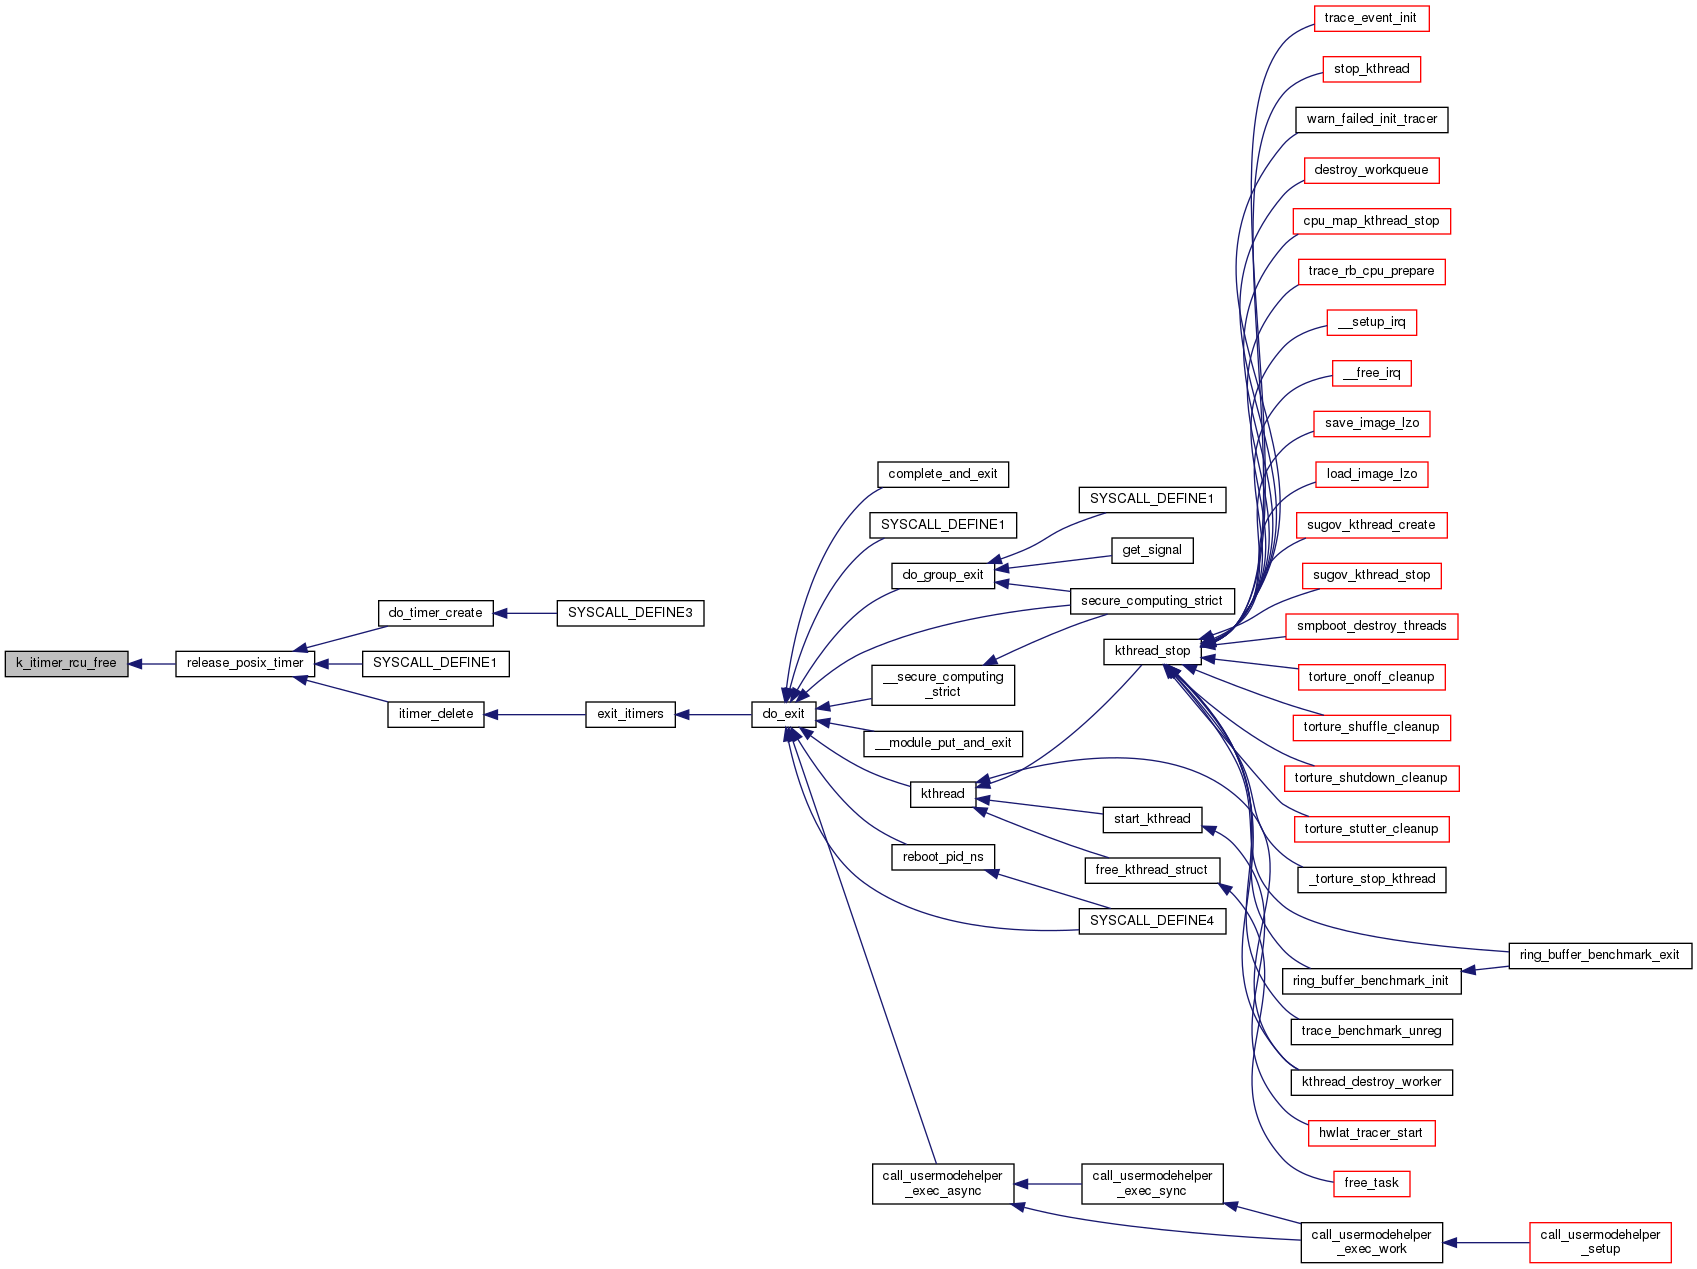 trace_event_init
stop_kthread
warn_failed_init_tracer
destroy_workqueue
cpu_map_kthread_stop
trace_rb_cpu_prepare
__setup_irq
__free_irq
save_image_lzo
load_image_lzo
sugov_kthread_create
sugov_kthread_stop
smpboot_destroy_threads
torture_onoff_cleanup
torture_shuffle_cleanup
torture_shutdown_cleanup
torture_stutter_cleanup
_torture_stop_kthread
ring_buffer_benchmark_exit
ring_buffer_benchmark_init
trace_benchmark_unreg
kthread_destroy_worker
hwlat_tracer_start
free_task
complete_and_exit
SYSCALL_DEFINE1
SYSCALL_DEFINE1
get_signal
do_group_exit
secure_computing_strict
kthread_stop
__secure_computing
_strict
do_exit
__module_put_and_exit
kthread
start_kthread
reboot_pid_ns
free_kthread_struct
SYSCALL_DEFINE4
k_itimer_rcu_free
release_posix_timer
do_timer_create
SYSCALL_DEFINE3
SYSCALL_DEFINE1
itimer_delete
exit_itimers
call_usermodehelper
_exec_async
call_usermodehelper
_exec_sync
call_usermodehelper
_exec_work
call_usermodehelper
_setup